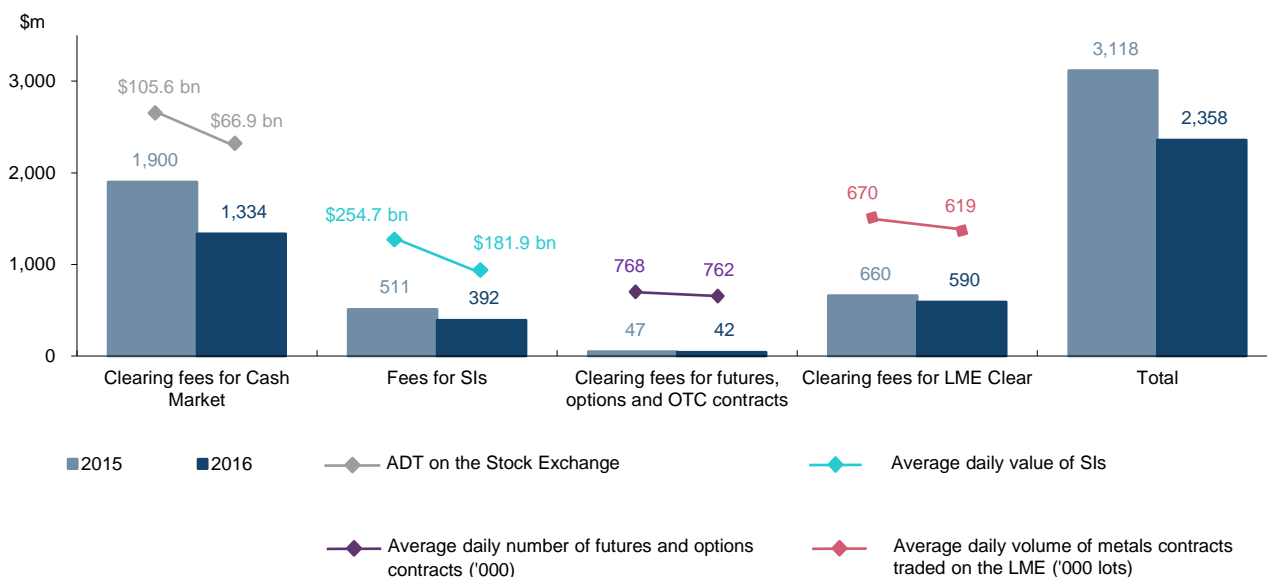 $m
3,000
2,000
1,000
0
$105.6 bn
$66.9 bn
1,900
1,334
$254.7 bn
$181.9 bn
511
392
768
762
47
42
670
619
660
590
3,118
2,358
Clearing fees for Cash
Market
Fees for SIs
Clearing fees for futures,
options and OTC contracts
Clearing fees for LME Clear
Total
2015
2016
ADT on the Stock Exchange
Average daily value of SIs
Average daily number of futures and options
contracts ('000)
Average daily volume of metals contracts
traded on the LME ('000 lots)